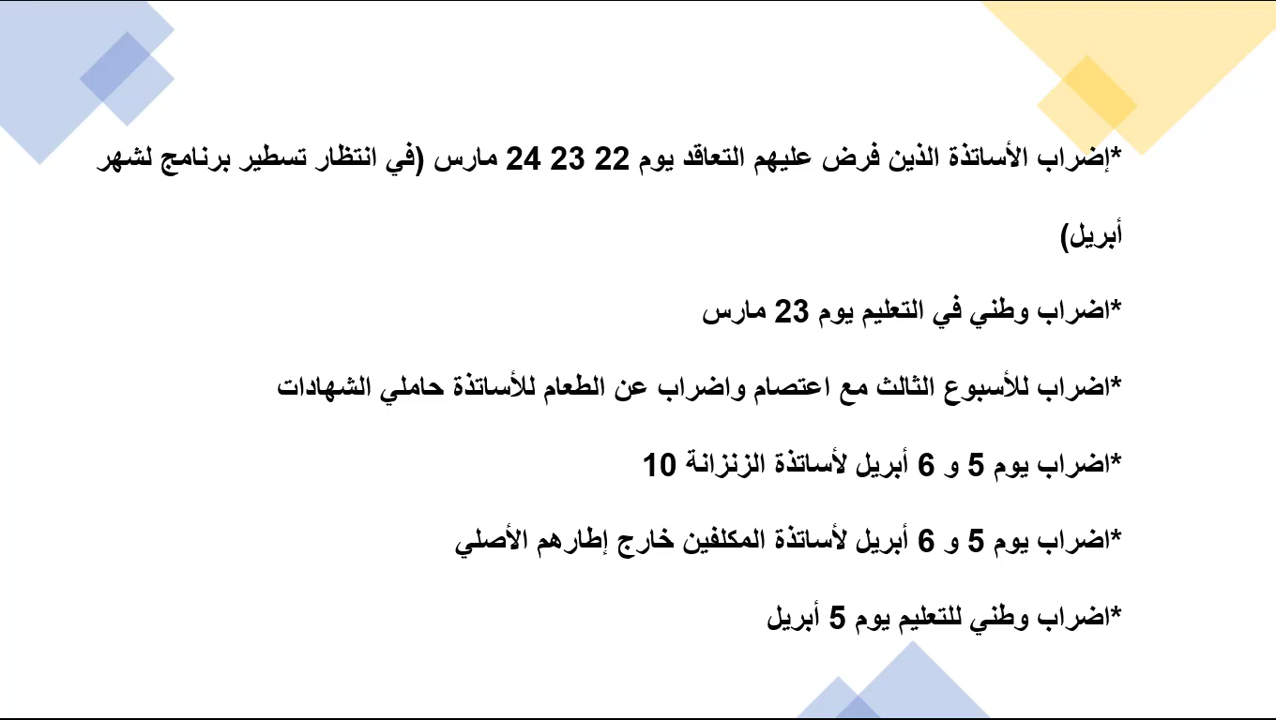 *إضراب الأساتذة الذين فرض عليهم التعاقد يوم 22 23 24 مارس (في انتظار تسطير برنامج لشهر
أبريل)
*اضراب وطني في التعليم يوم 23 مارس
*اضراب للأسبوع الثالث مع اعتصام واضراب عن الطعام للأساتذة حاملي الشهادات
*اضراب يوم 5 و 6 أبريل لأساتذة الزنزانة 10
*اضراب يوم 5 و 6 أبريل لأساتذة المكلفين خارج إطارهم الأصلي
*اضراب وطني للتعليم يوم 5 أبريل